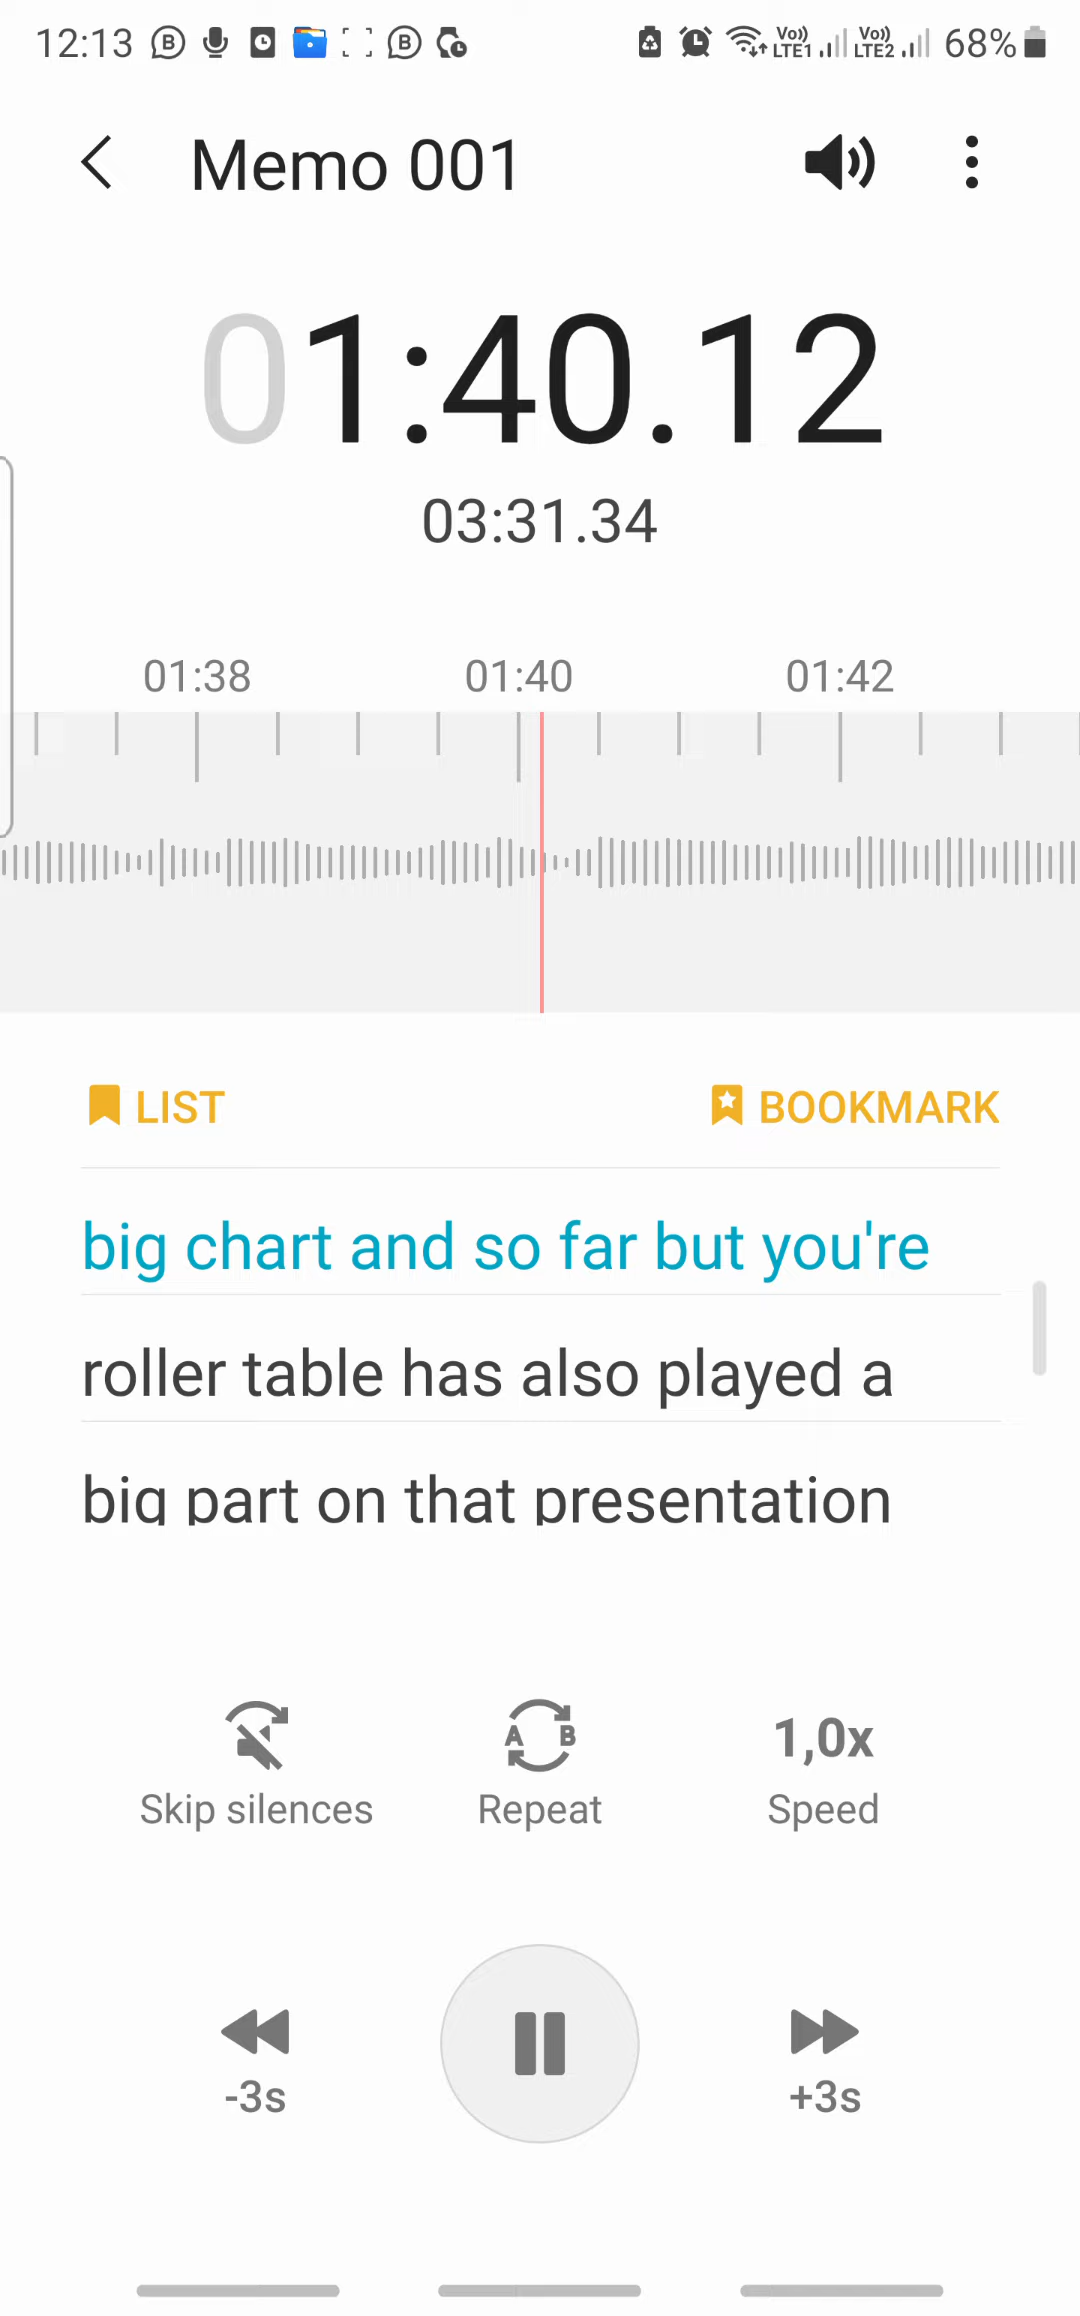 12:13 68%
Memo 001
01:40.12
03:31.34
01:38 01:40 01:42
LIST BOOKMARK
big chart and so far but you're
roller table has also played a
big part on that presentation
A B 1,0x
Skip silences Repeat Speed
-3s +3s